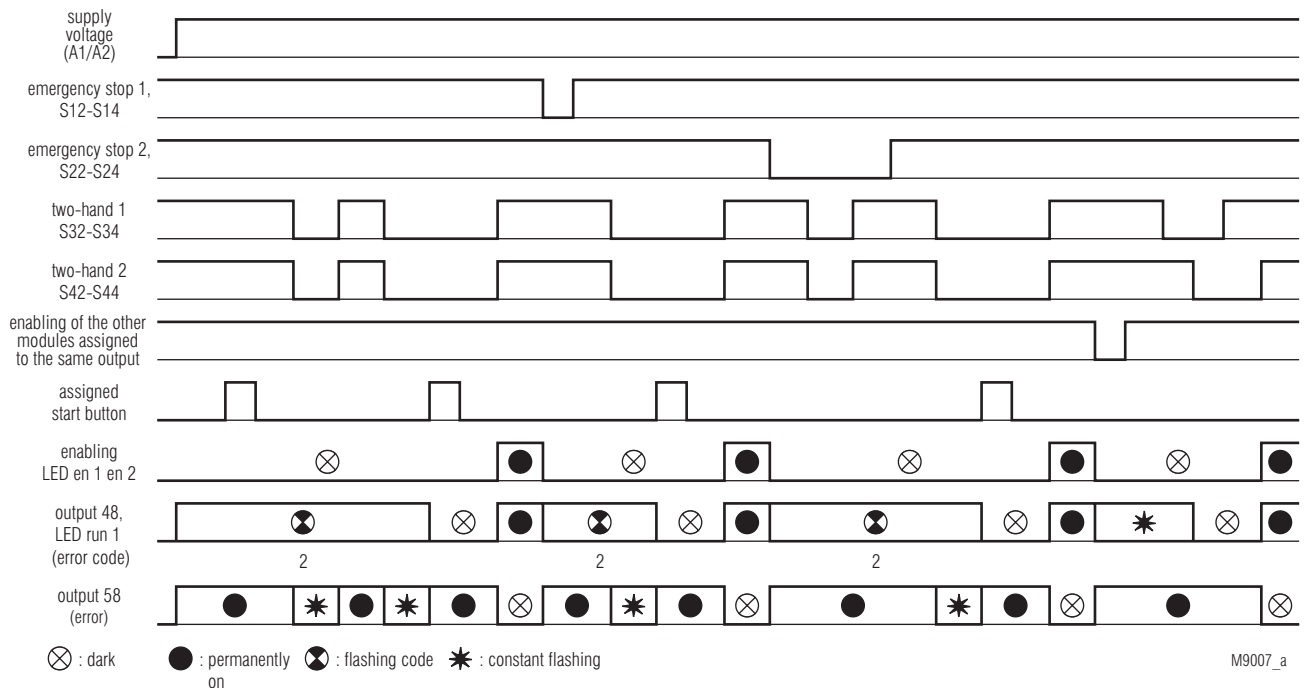 supply
voltage
(A1/A2)
emergency stop 1,
S12-S14
emergency stop 2,
S22-S24
two-hand 1
S32-S34
two-hand 2
S42-S44
enabling of the other
modules assigned
to the same output
assigned
start button
enabling
LED en 1 en 2
output 48,
LED run 1
(error code)
2 2 2
output 58
(error)
: dark : permanently on : flashing code : constant flashing
M9007_a